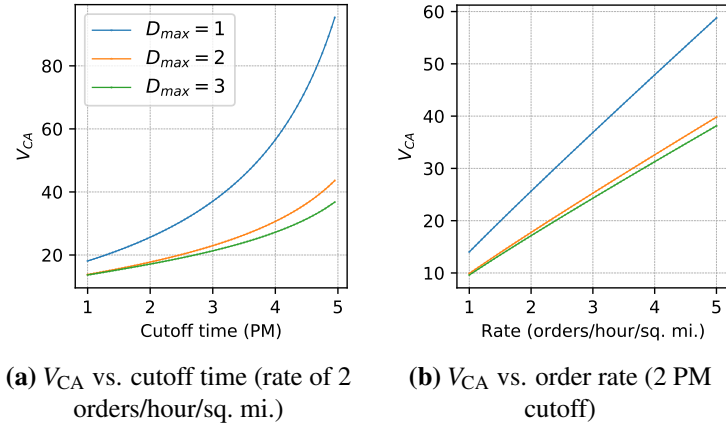 D_max = 1
D_max = 2
D_max = 3
V_CA
80
60
40
20
1 2 3 4 5
Cutoff time (PM)
(a) V_CA vs. cutoff time (rate of 2
orders/hour/sq. mi.)
V_CA
60
50
40
30
20
10
1 2 3 4 5
Rate (orders/hour/sq. mi.)
(b) V_CA vs. order rate (2 PM
cutoff)